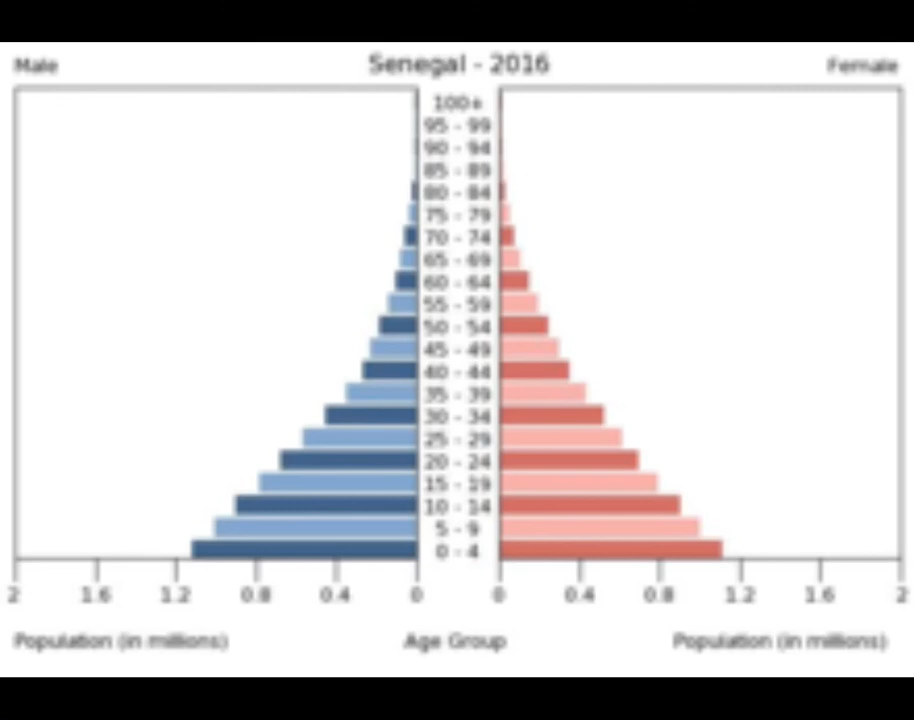 Male Senegal - 2016 Female
100+
95 - 99
90 - 94
85 - 89
80 - 84
75 - 79
70 - 74
65 - 69
60 - 64
55 - 59
50 - 54
45 - 49
40 - 44
35 - 39
30 - 34
25 - 29
20 - 24
15 - 19
10 - 14
5 - 9
0 - 4
2 1.6 1.2 0.8 0.4 0 0 0.4 0.8 1.2 1.6 2
Population (in millions) Age Group Population (in millions)